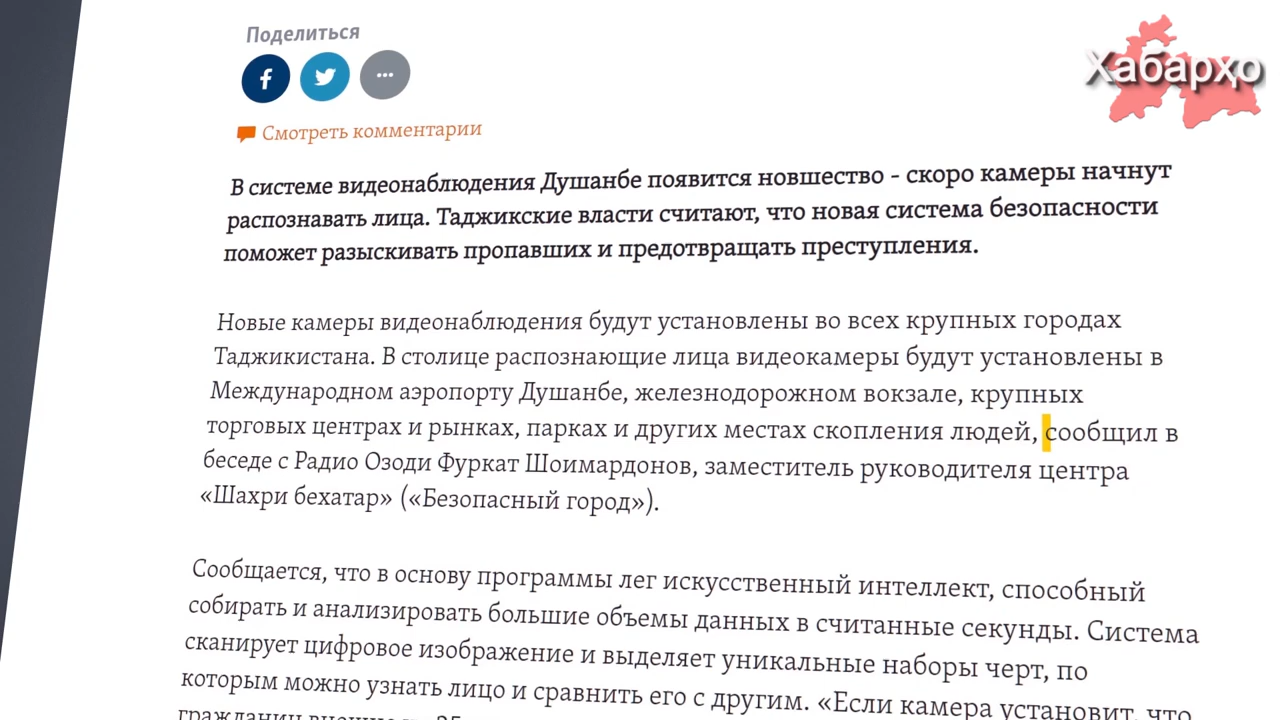 Поделиться
Хабарҳо
Смотреть комментарии
В системе видеонаблюдения Душанбе появится новшество - скоро камеры начнут
распознавать лица. Таджикские власти считают, что новая система безопасности
поможет разыскивать пропавших и предотвращать преступления.
Новые камеры видеонаблюдения будут установлены во всех крупных городах
Таджикистана. В столице распознающие лица видеокамеры будут установлены в
Международном аэропорту Душанбе, железнодорожном вокзале, крупных
торговых центрах и рынках, парках и других местах скопления людей, сообщил в
беседе с Радио Озоди Фуркат Шоимардонов, заместитель руководителя центра
«Шахри бехатар» («Безопасный город»).
Сообщается, что в основу программы лег искусственный интеллект, способный
собирать и анализировать большие объемы данных в считанные секунды. Система
сканирует цифровое изображение и выделяет уникальные наборы черт, по
которым можно узнать лицо и сравнить его с другим. «Если камера установит, что